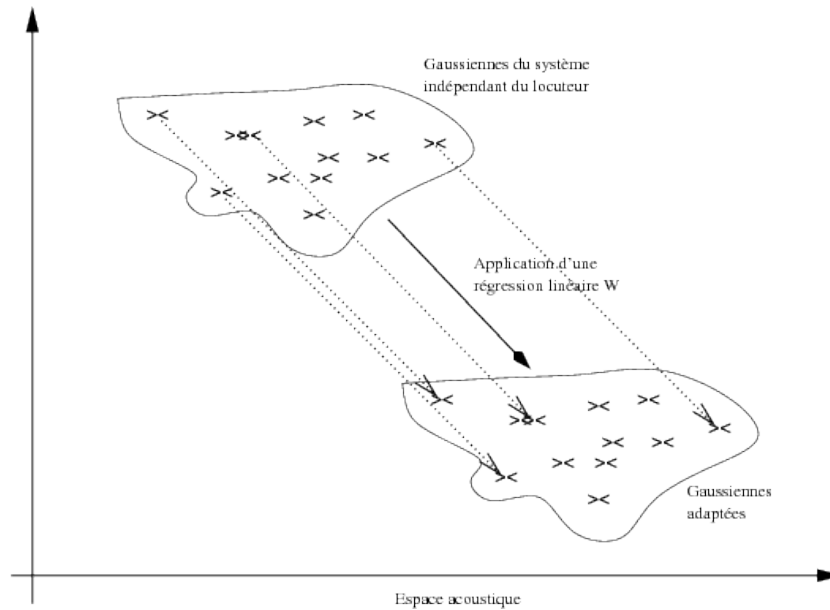 Gaussiennes du système
indépendant du locuteur
Application d'une
régression linéaire W
Gaussiennes
adaptées
Espace acoustique